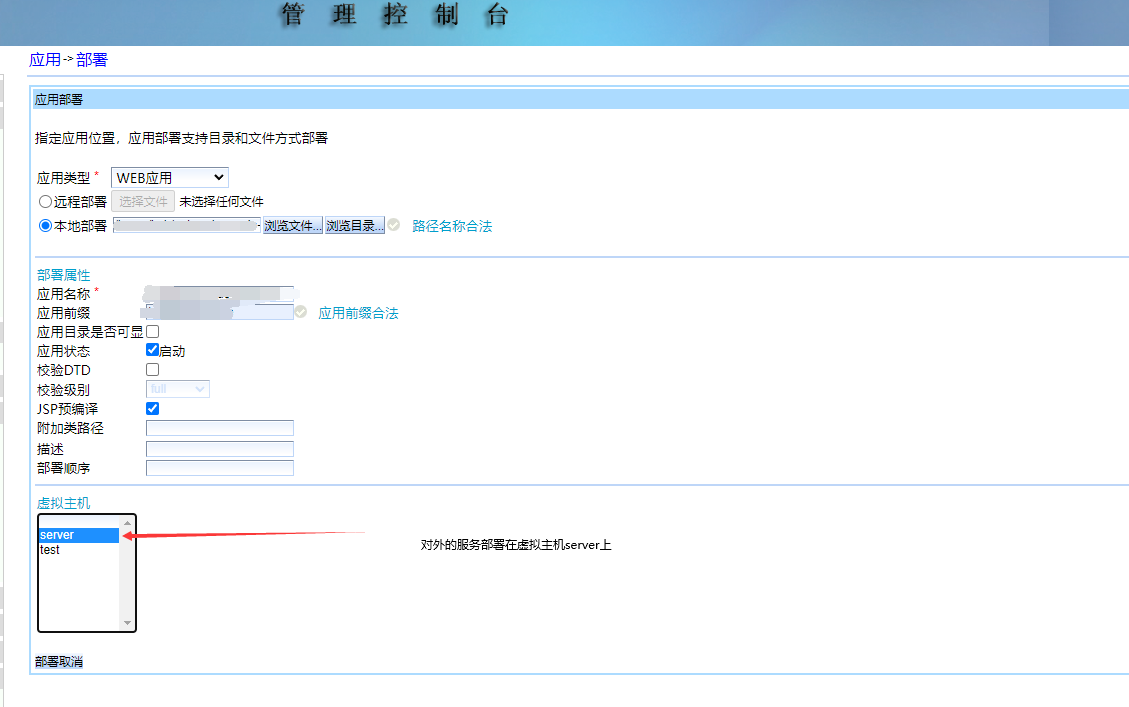 管理控制台
应用->部署
应用部署
指定应用位置，应用部署支持目录和文件方式部署
应用类型 * WEB应用
远程部署 选择文件 未选择任何文件
本地部署 浏览文件... 浏览目录... 路径名称合法
部署属性
应用名称 *
应用前缀 应用前缀合法
应用目录是否可显
应用状态 启动
校验DTD
校验级别 full
JSP预编译
附加类路径
描述
部署顺序
虚拟主机
server
test
对外的服务部署在虚拟主机server上
部署取消